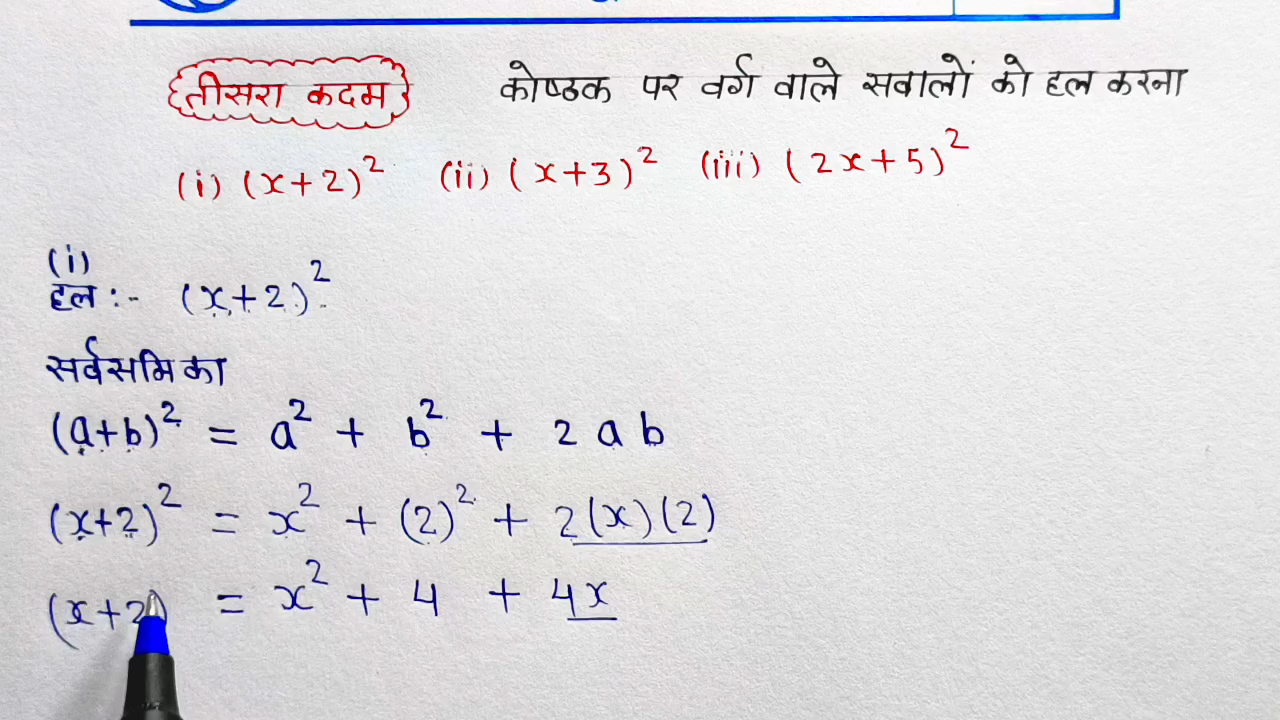 तीसरा कदम कोष्ठक पर वर्ग वाले सवालों को हल करना
(i) (x+2)² (ii) (x+3)² (iii) (2x+5)²
(i)
हल :- (x+2)²
सर्वसमिका
(a+b)² = a² + b² + 2ab
(x+2)² = x² + (2)² + 2(x)(2)
(x+2) = x² + 4 + 4x